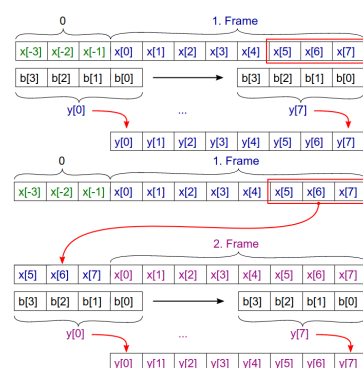 0 1. Frame
x[-3] x[-2] x[-1] x[0] x[1] x[2] x[3] x[4] x[5] x[6] x[7]
b[3] b[2] b[1] b[0] b[3] b[2] b[1] b[0]
y[0] ... y[7]
y[0] y[1] y[2] y[3] y[4] y[5] y[6] y[7]
0 1. Frame
x[-3] x[-2] x[-1] x[0] x[1] x[2] x[3] x[4] x[5] x[6] x[7]
2. Frame
x[5] x[6] x[7] x[0] x[1] x[2] x[3] x[4] x[5] x[6] x[7]
b[3] b[2] b[1] b[0] b[3] b[2] b[1] b[0]
y[0] ... y[7]
y[0] y[1] y[2] y[3] y[4] y[5] y[6] y[7]